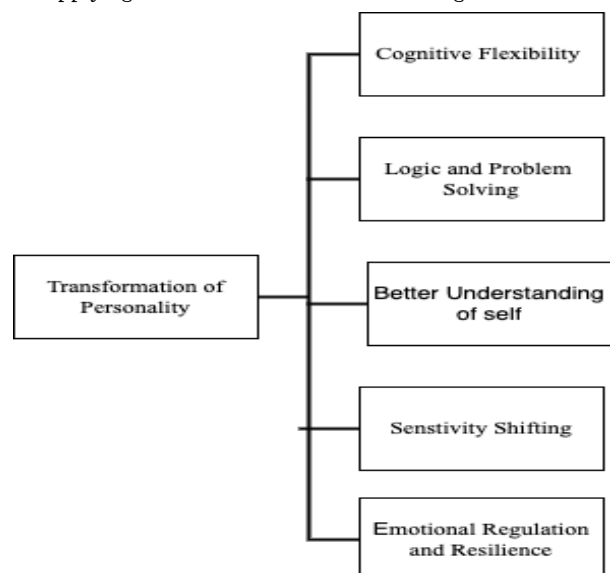 Cognitive Flexibility
Logic and Problem
Solving
Transformation of
Personality
Better Understanding
of self
Senstivity Shifting
Emotional Regulation
and Resilience